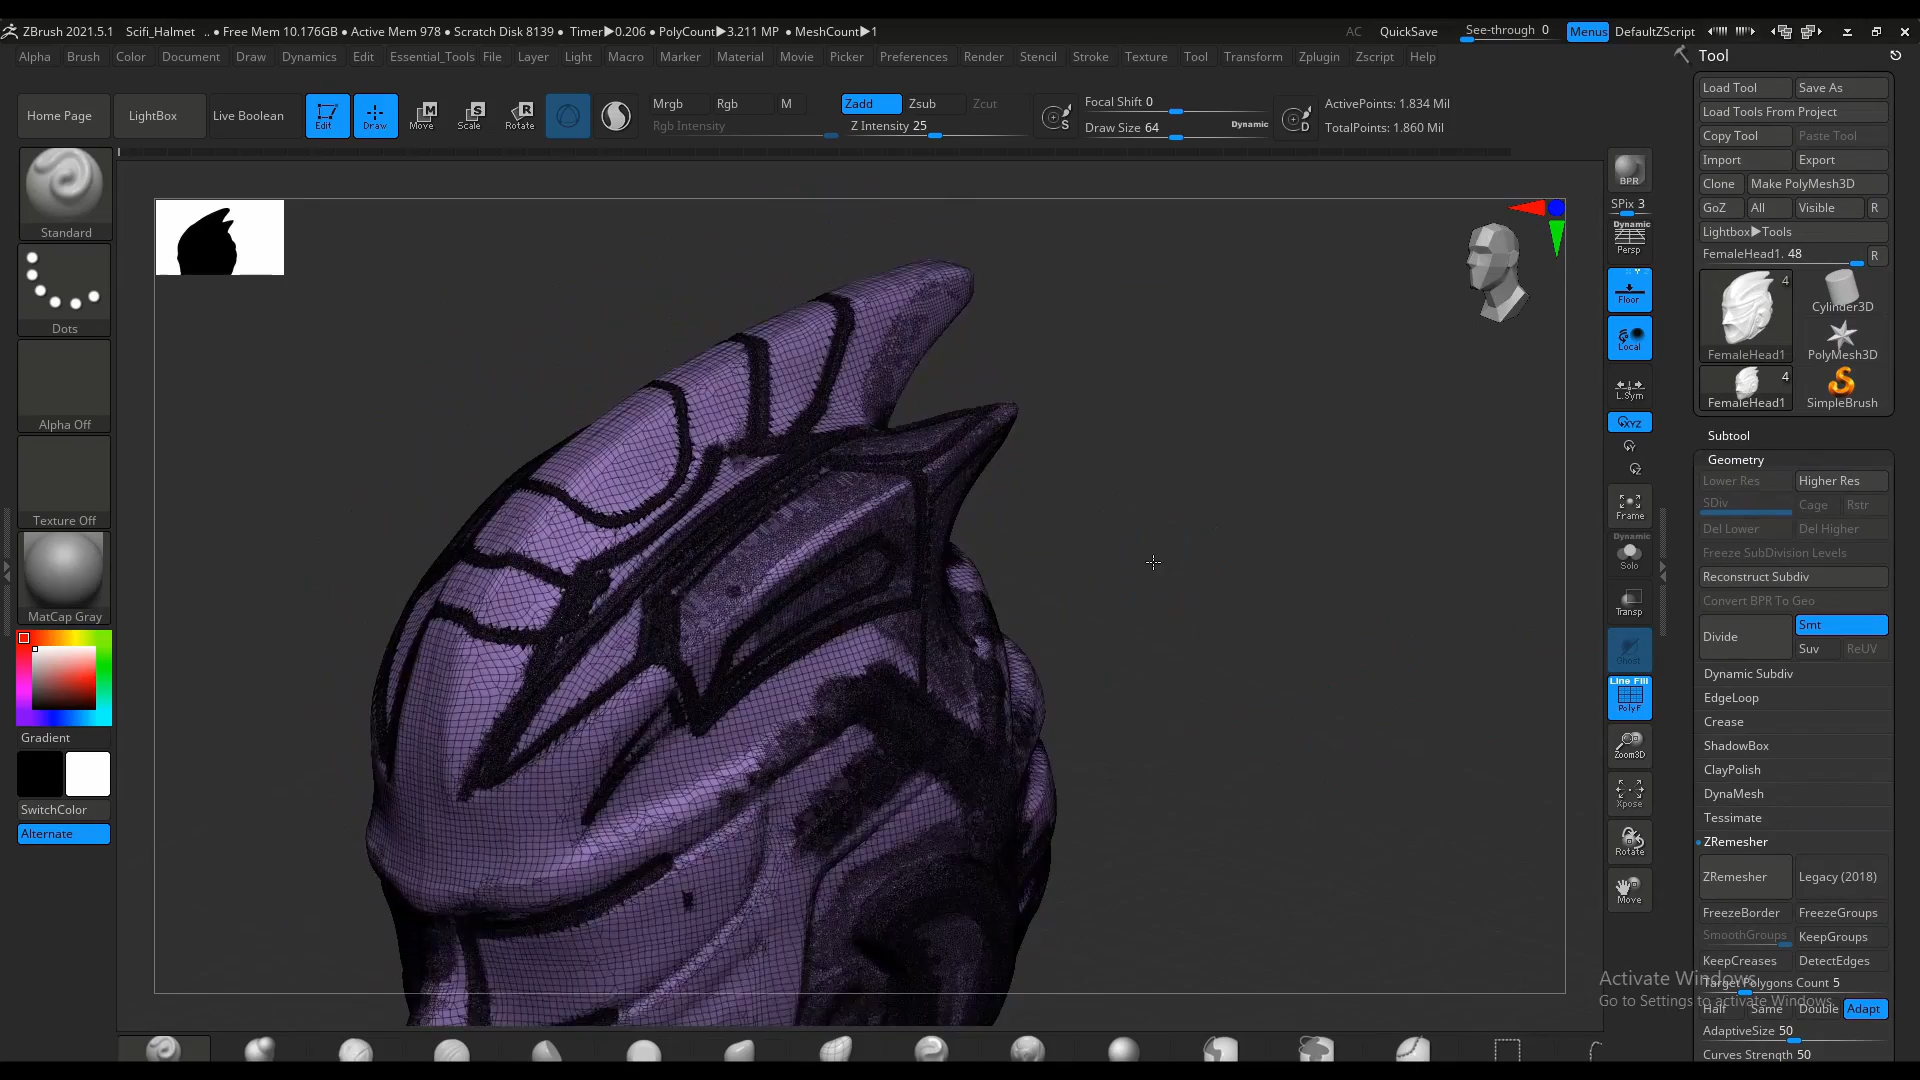 ZBrush 2021.5.1 Scifi_Halmet .. • Free Mem 10.176GB • Active Mem 978 • Scratch Disk 8139 • Timer▶0.206 • PolyCount▶3.211 MP • MeshCount▶1 AC QuickSave See-through 0 Menus DefaultZScript
Alpha Brush Color Document Draw Dynamics Edit Essential_Tools File Layer Light Macro Marker Material Movie Picker Preferences Render Stencil Stroke Texture Tool Transform Zplugin Zscript Help
Home Page LightBox Live Boolean Edit Draw Move Scale Rotate
Mrgb Rgb M Zadd Zsub Zcut
Rgb Intensity Z Intensity 25
S Focal Shift 0
Draw Size 64 Dynamic
D ActivePoints: 1.834 Mil
TotalPoints: 1.860 Mil
Standard
Dots
Alpha Off
Texture Off
MatCap Gray
Gradient
SwitchColor
Alternate
BPR
SPix 3
Dynamic
Persp
Floor
Local
L.Sym
XYZ
Y
Z
Frame
Dynamic
Solo
Transp
Ghost
Line Fill
PolyF
Zoom3D
Xpose
Rotate
Move
Tool
Load Tool Save As
Load Tools From Project
Copy Tool Paste Tool
Import Export
Clone Make PolyMesh3D
GoZ All Visible R
Lightbox▶Tools
FemaleHead1. 48 R
4
Cylinder3D
FemaleHead1 PolyMesh3D
4
FemaleHead1 SimpleBrush
Subtool
Geometry
Lower Res Higher Res
SDiv Cage Rstr
Del Lower Del Higher
Freeze SubDivision Levels
Reconstruct Subdiv
Convert BPR To Geo
Divide Smt
Suv ReUV
Dynamic Subdiv
EdgeLoop
Crease
ShadowBox
ClayPolish
DynaMesh
Tessimate
ZRemesher
ZRemesher Legacy (2018)
FreezeBorder FreezeGroups
SmoothGroups KeepGroups
KeepCreases DetectEdges
Target Polygons Count 5
Half Same Double Adapt
AdaptiveSize 50
Curves Strength 50
Activate Windows
Go to Settings to activate Windows.